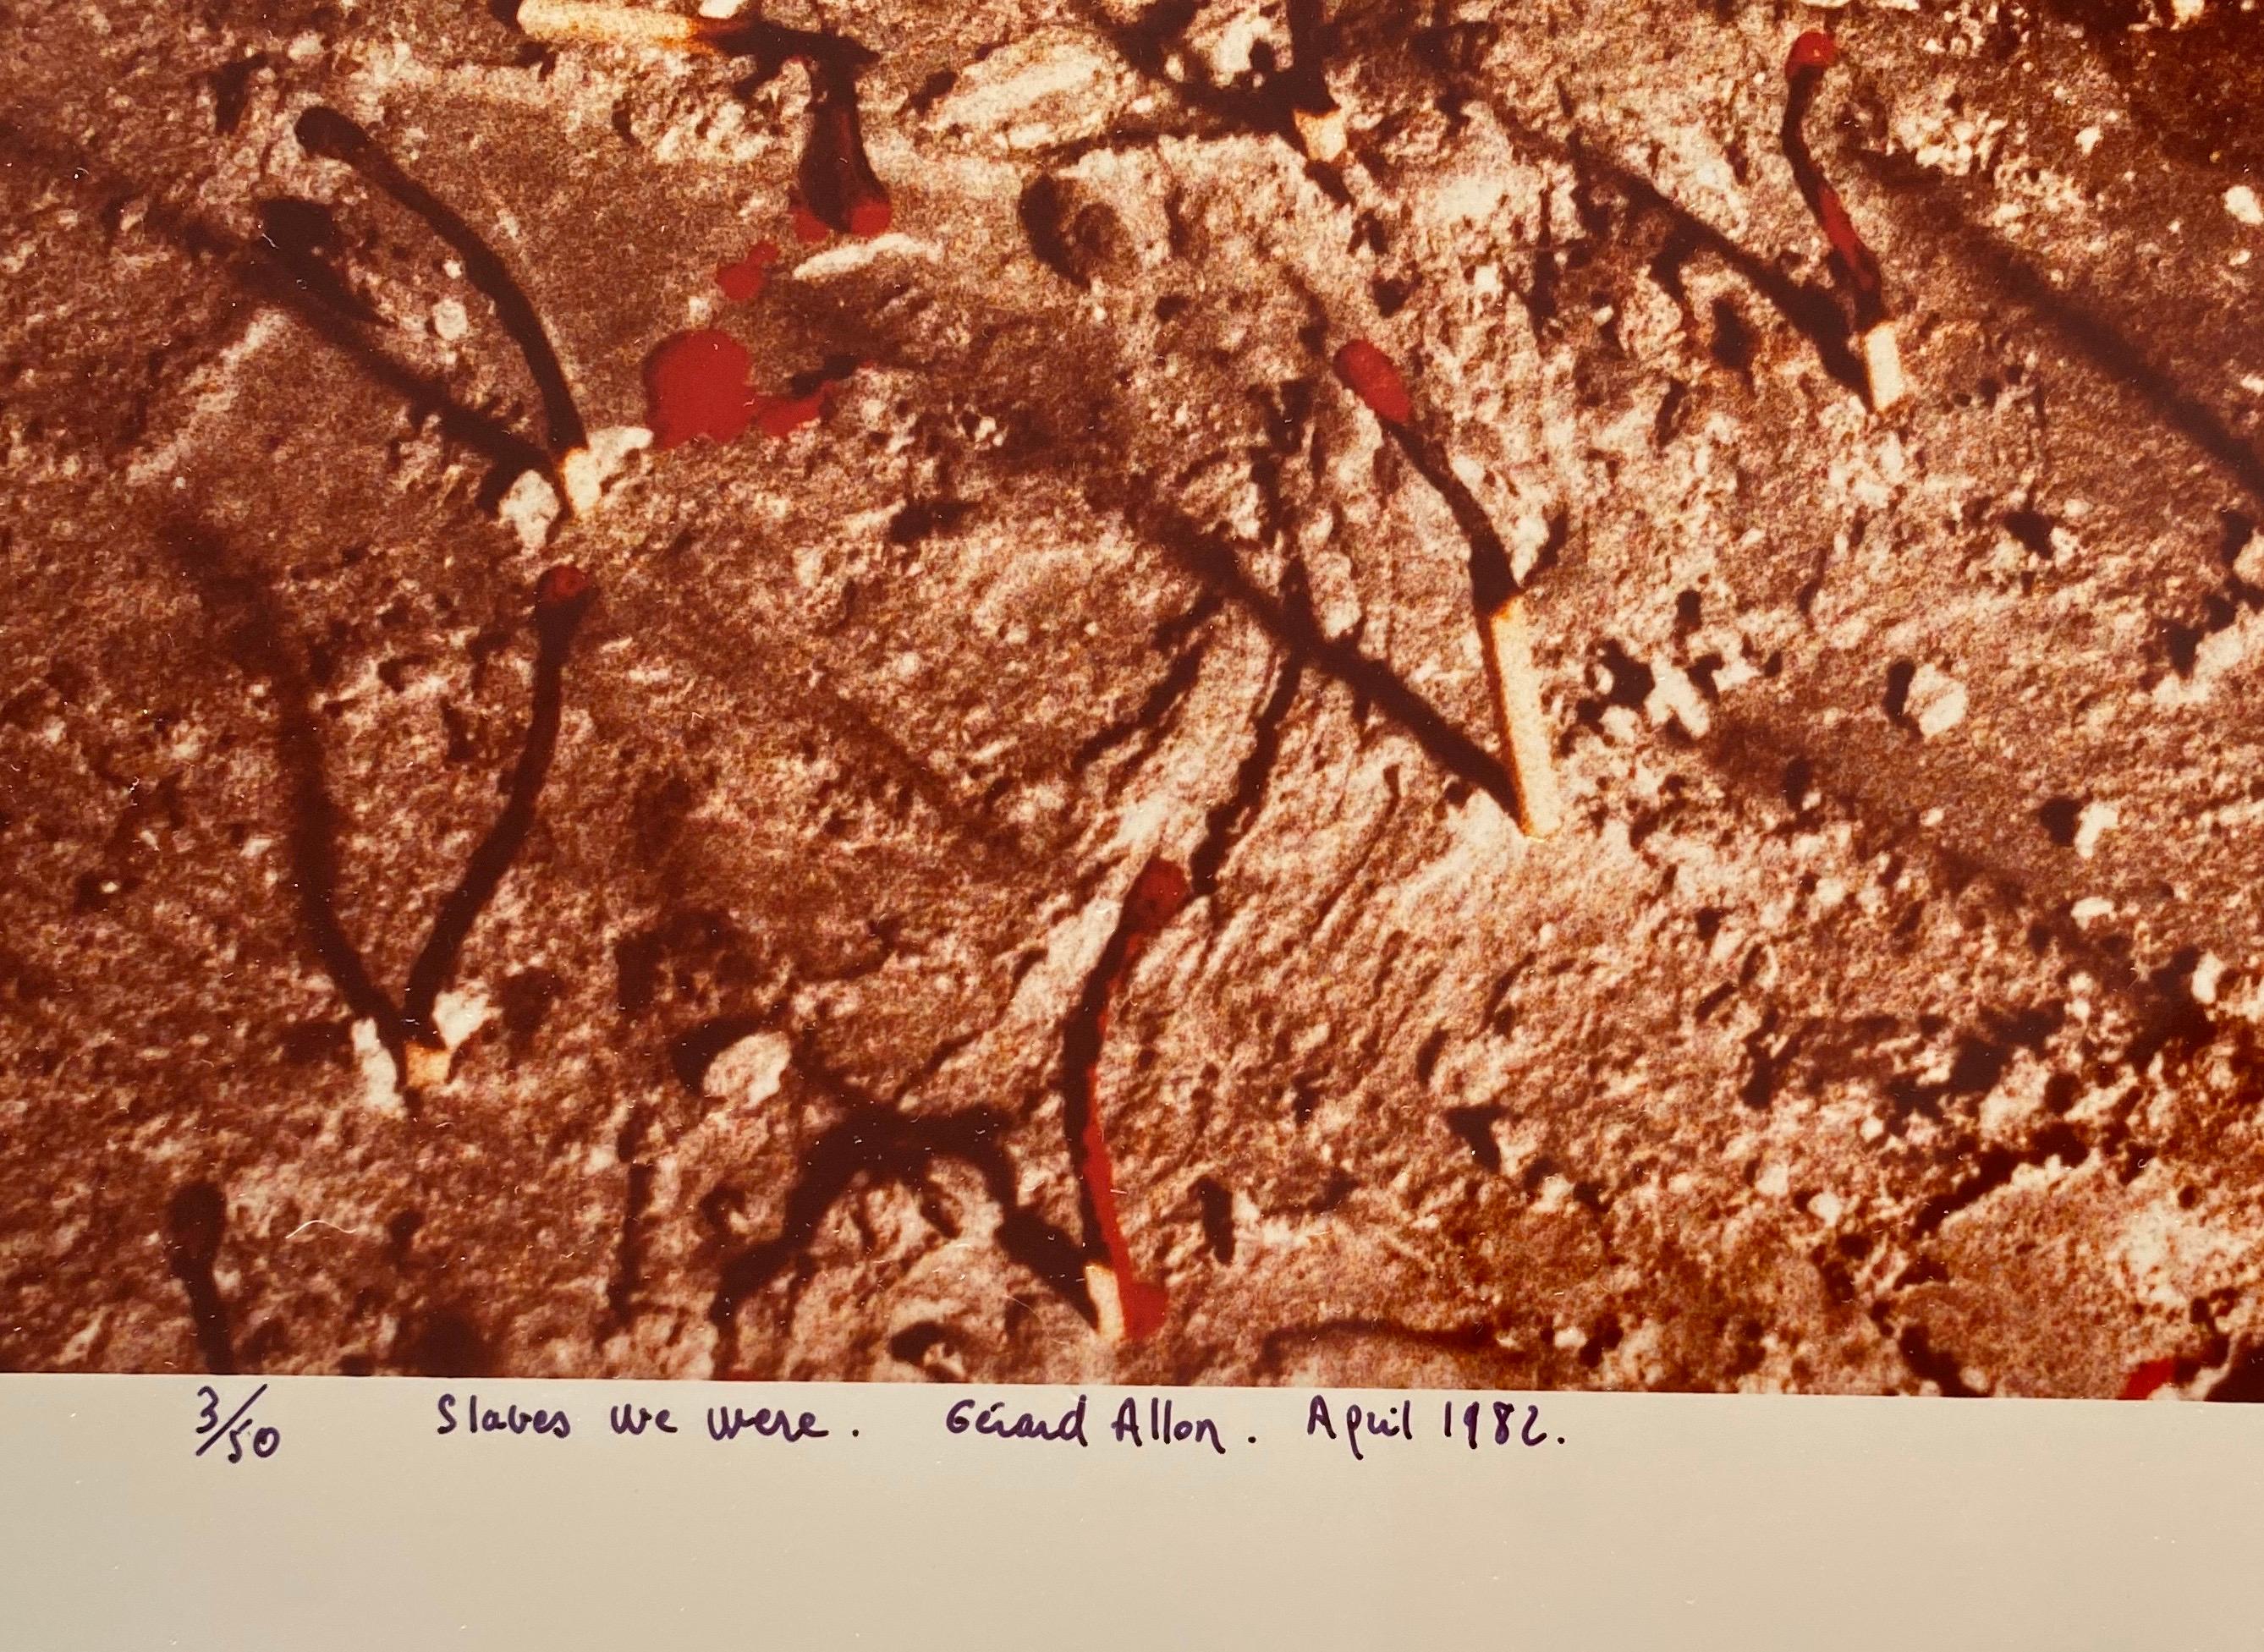 3/50 Slaves we were. Gérard Allon. April 1982.